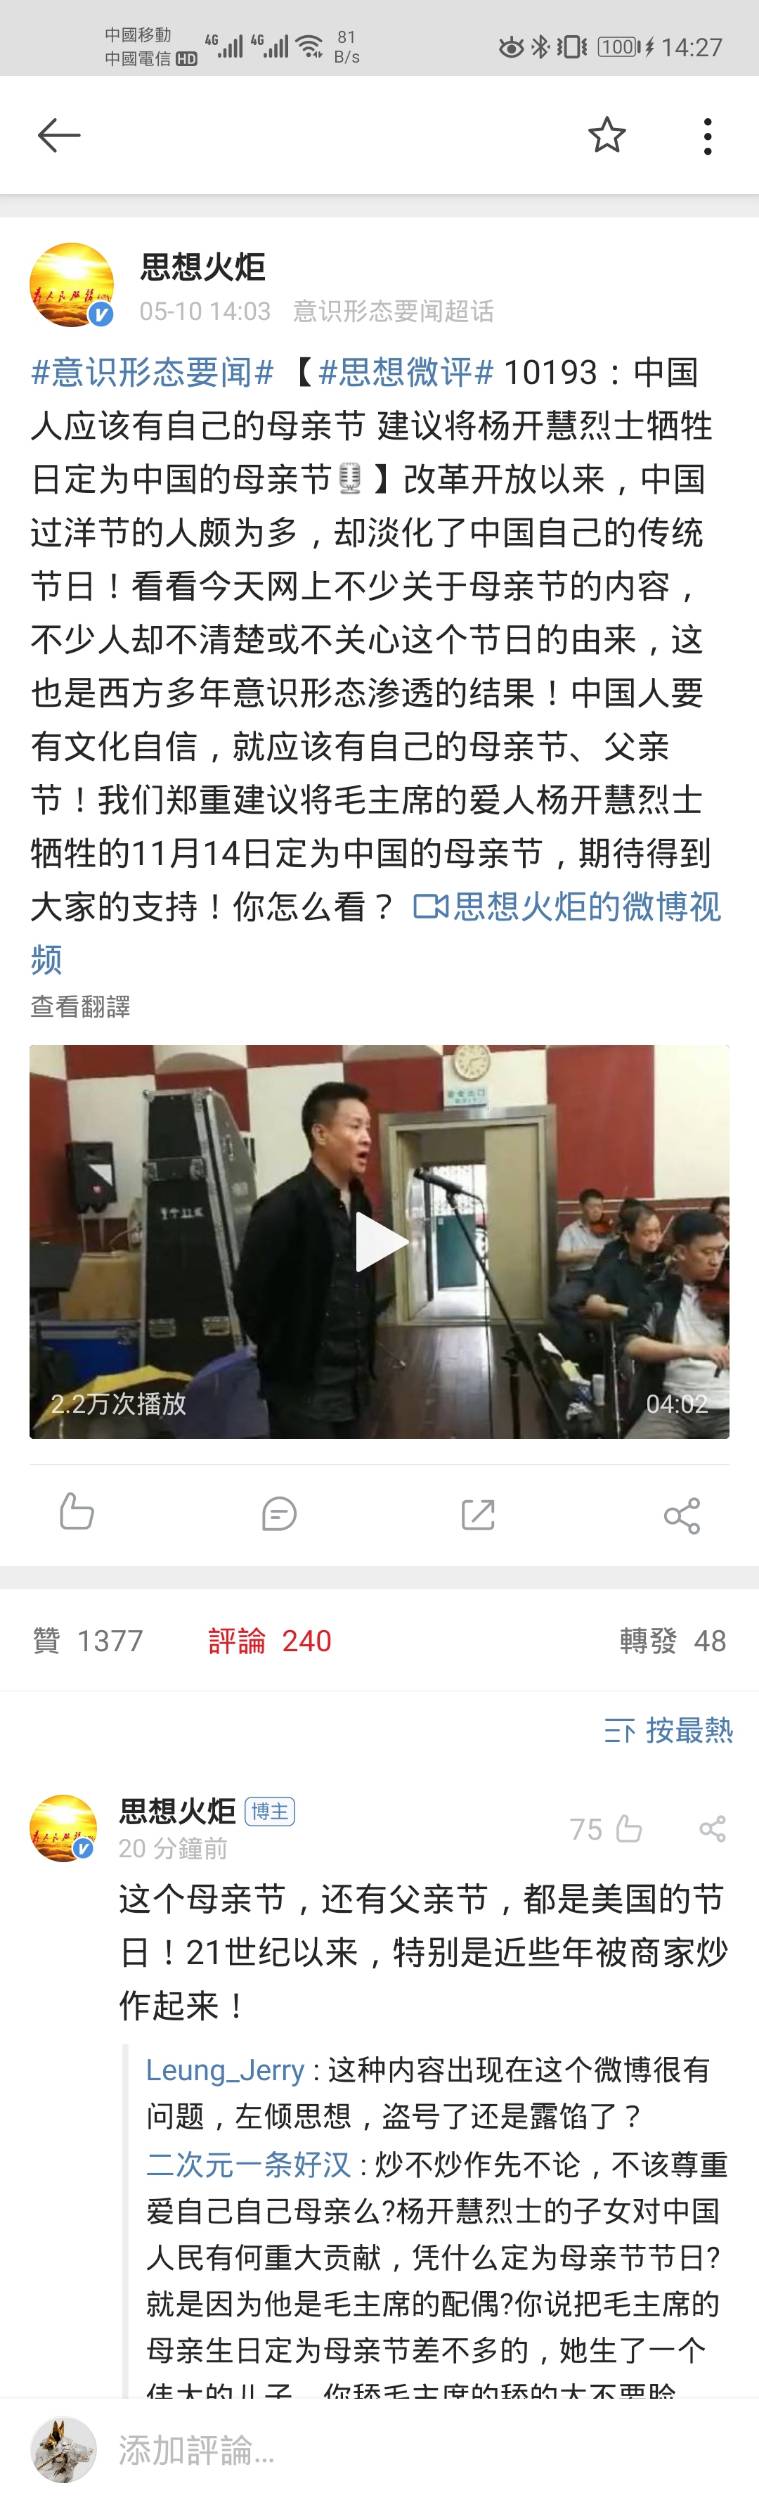 中國移動
中國電信 HD
4G 4G 81 B/s
100 14:27
思想火炬
05-10 14:03 意识形态要闻超话
#意识形态要闻# 【#思想微评# 10193：中国
人应该有自己的母亲节 建议将杨开慧烈士牺牲
日定为中国的母亲节🎙】改革开放以来，中国
过洋节的人颇为多，却淡化了中国自己的传统
节日！看看今天网上不少关于母亲节的内容，
不少人却不清楚或不关心这个节日的由来，这
也是西方多年意识形态渗透的结果！中国人要
有文化自信，就应该有自己的母亲节、父亲
节！我们郑重建议将毛主席的爱人杨开慧烈士
牺牲的11月14日定为中国的母亲节，期待得到
大家的支持！你怎么看？ 思想火炬的微博视
频
查看翻譯
2.2万次播放 04:02
贊 1377 評論 240 轉發 48
按最熱
思想火炬 博主
20 分鐘前 75
这个母亲节，还有父亲节，都是美国的节
日！21世纪以来，特别是近些年被商家炒
作起来！
Leung_Jerry : 这种内容出现在这个微博很有
问题，左倾思想，盗号了还是露馅了？
二次元一条好汉 : 炒不炒作先不论，不该尊重
爱自己自己母亲么?杨开慧烈士的子女对中国
人民有何重大贡献，凭什么定为母亲节节日?
就是因为他是毛主席的配偶?你说把毛主席的
母亲生日定为母亲节差不多的，她生了一个
伟大的儿子，你舔毛主席的舔的太不要脸
添加評論...